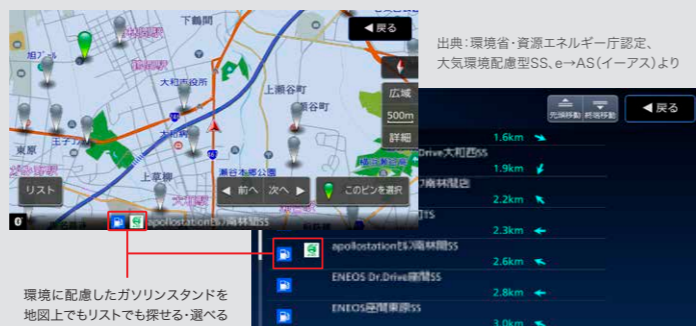 下鶴間
◀戻る
大和市役所
上瀬谷町
瀬谷町
広域
500m
詳細
東原
上草柳
瀬谷本郷公園
リスト
◀ 前へ 次へ ▶
このピンを選択
apollostationセルフ南林間SS
出典：環境省・資源エネルギー庁認定、
大気環境配慮型SS、e→AS（イーアス）より
先頭移動 終端移動
◀戻る
1.6km
Drive大和西SS
1.9km
フ南林間店
2.2km
2.3km
apollostationセルフ南林間SS
2.6km
ENEOS Dr.Drive座間SS
2.8km
ENEOS座間東原SS
3.0km
環境に配慮したガソリンスタンドを
地図上でもリストでも探せる・選べる